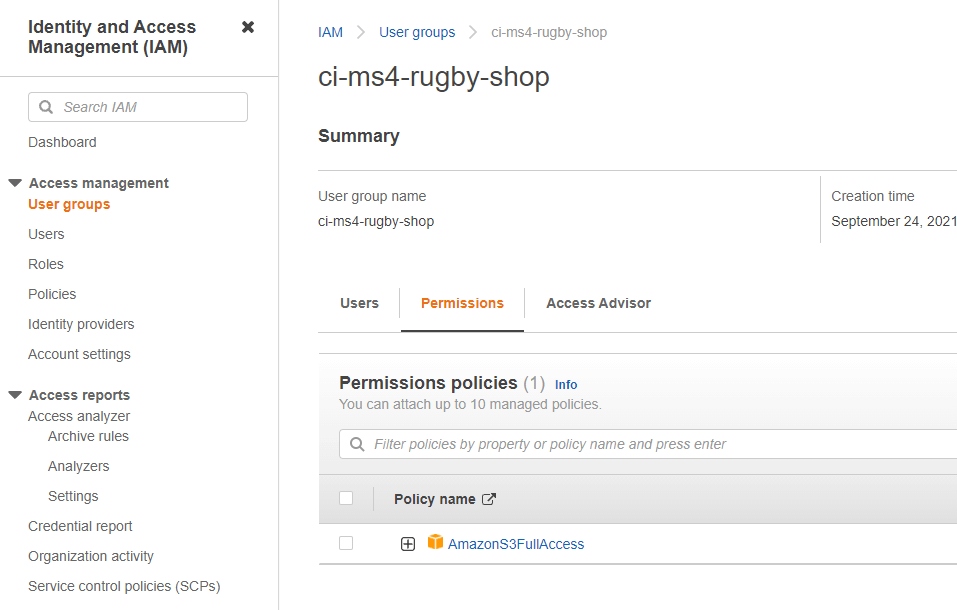 Identity and Access
Management (IAM)
Search IAM
Dashboard
Access management
User groups
Users
Roles
Policies
Identity providers
Account settings
Access reports
Access analyzer
Archive rules
Analyzers
Settings
Credential report
Organization activity
Service control policies (SCPs)
IAM > User groups > ci-ms4-rugby-shop
ci-ms4-rugby-shop
Summary
User group name
ci-ms4-rugby-shop
Creation time
September 24, 2021
Users
Permissions
Access Advisor
Permissions policies (1) Info
You can attach up to 10 managed policies.
Filter policies by property or policy name and press enter
Policy name
AmazonS3FullAccess